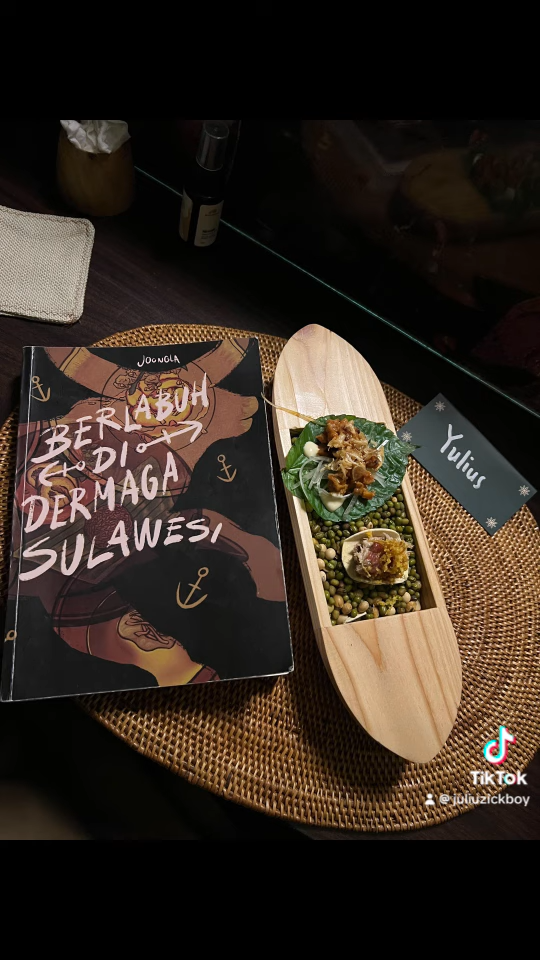 JOONGLA
BERLABUH
DI
DERMAGA
SULAWESI
Yulius
TikTok
@juliuzickboy